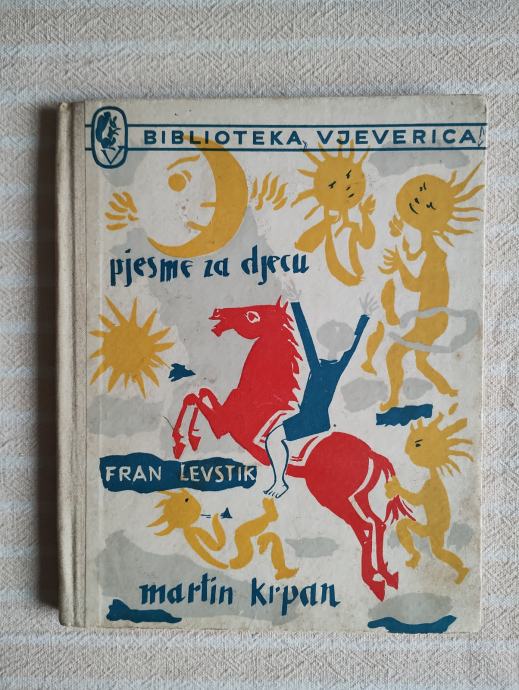 BIBLIOTEKA VJEVERICA
pjesme za djecu
FRAN LEVSTIK
martin krpan